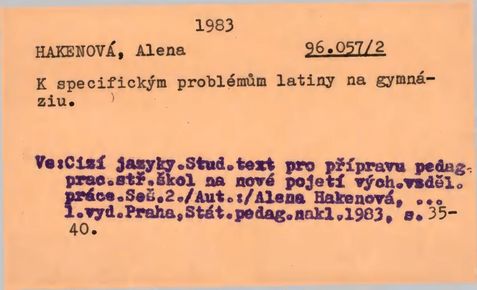 1983
HAKENOVÁ, Alena 96.057/2
K specifickým problémům latiny na gymná-
ziu.
Ve:Cizí jazyky.Stud.text pro přípravu pedag.
prac.stř.škol na nové pojetí vých.vzděl.
práce.Seš.2./Aut.:/Alena Hakenová, ...
1.vyd.Praha,Stát.pedag.nakl.1983, s. 35-
40.